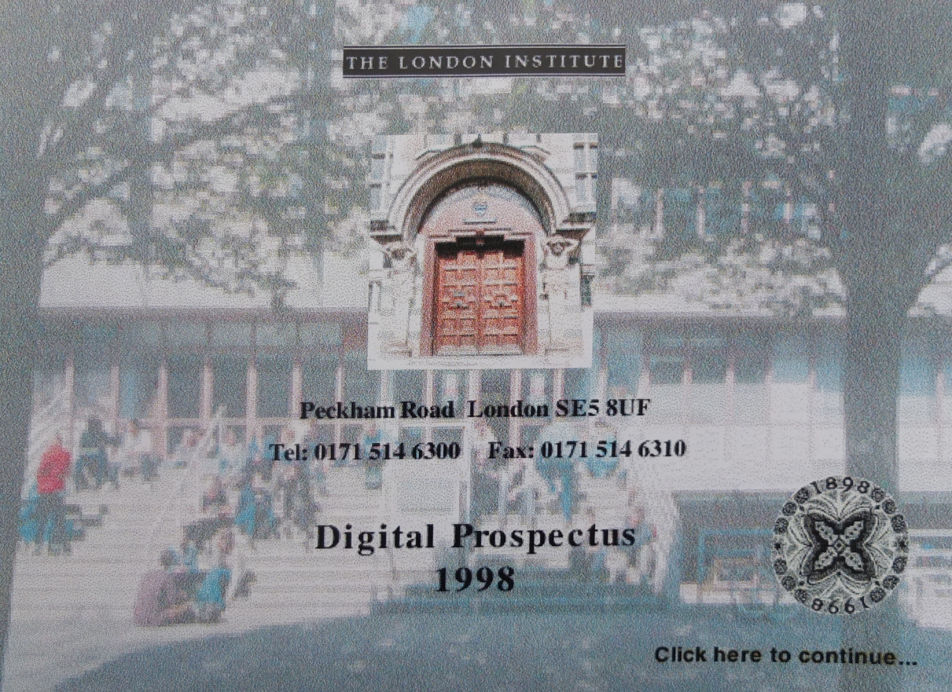 THE LONDON INSTITUTE
Peckham Road London SE5 8UF
Tel: 0171 514 6300 Fax: 0171 514 6310
Digital Prospectus
1998
1898
1998
Click here to continue...